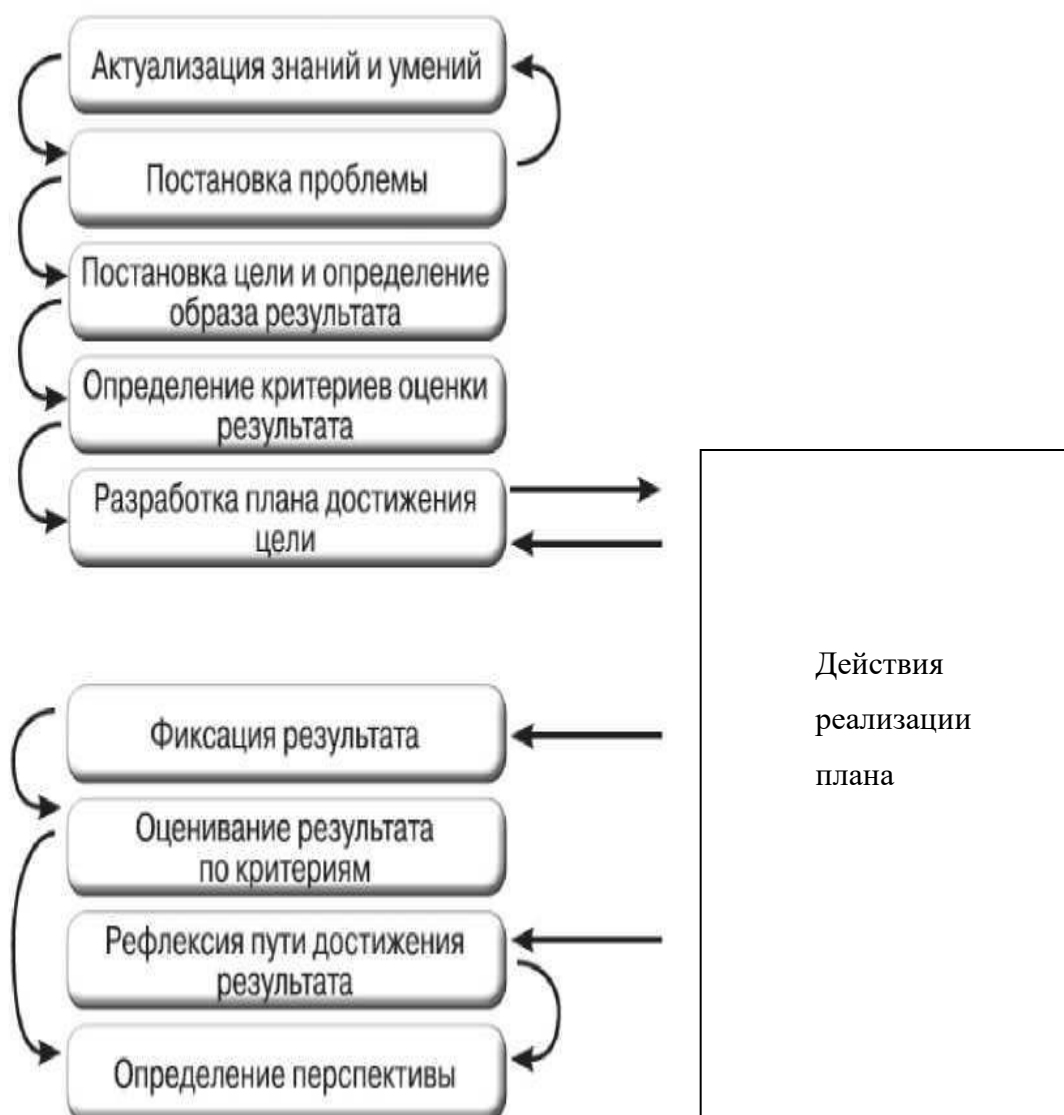 Актуализация знаний и умений
Постановка проблемы
Постановка цели и определение
образа результата
Определение критериев оценки
результата
Разработка плана достижения
цели
Фиксация результата
Оценивание результата
по критериям
Рефлексия пути достижения
результата
Определение перспективы
Действия
реализации
плана